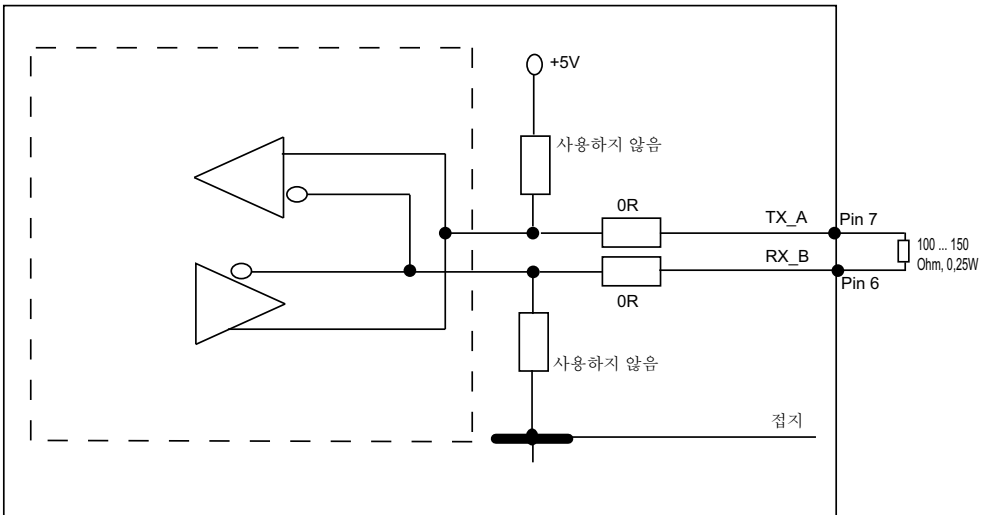 +5V
사용하지 않음
0R
TX_A
Pin 7
RX_B
100 ... 150
Ohm, 0,25W
Pin 6
0R
사용하지 않음
접지